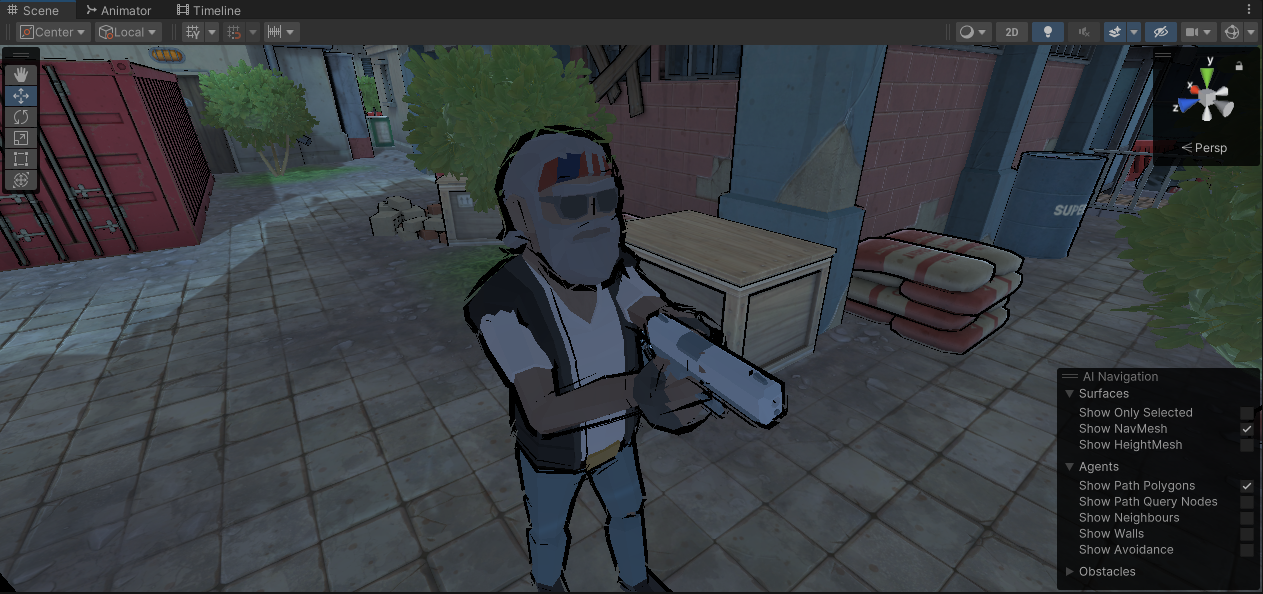 Scene
Animator
Timeline
Center
Local
2D
y
x
z
Persp
SUPE
AI Navigation
Surfaces
Show Only Selected
Show NavMesh
Show HeightMesh
Agents
Show Path Polygons
Show Path Query Nodes
Show Neighbours
Show Walls
Show Avoidance
Obstacles